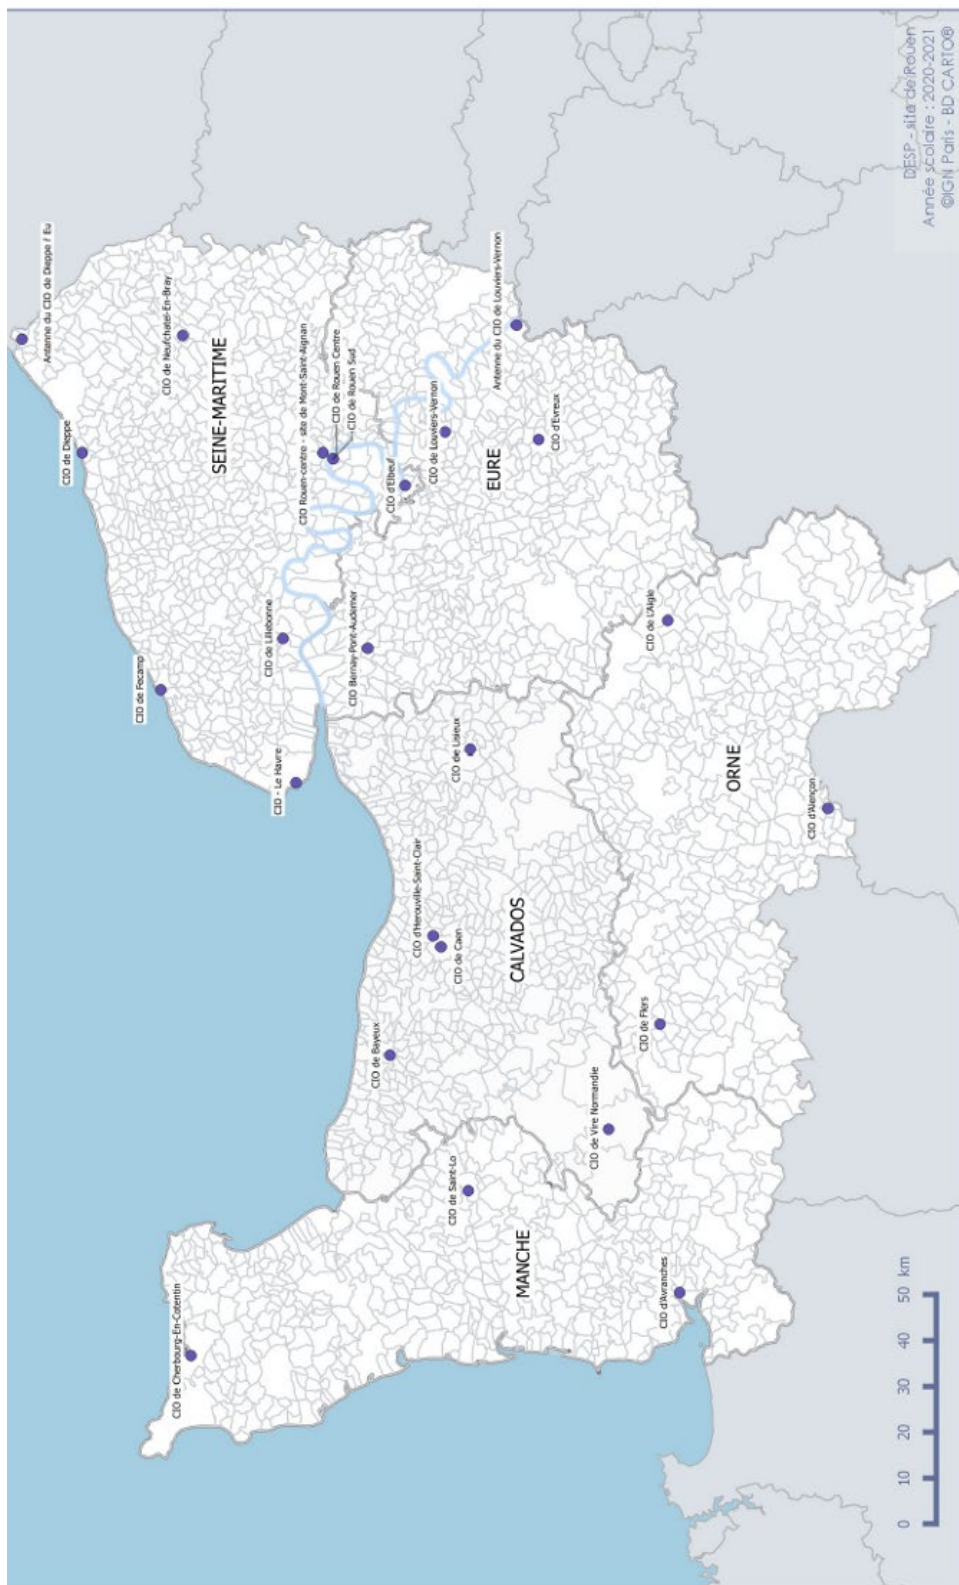 Antenne du CIO de Dieppe / Eu
CIO de Dieppe
CIO de Neufchatel-En-Bray
SEINE-MARITIME
CIO de Fecamp
CIO de Lillebonne
CIO - Le Havre
CIO Rouen-centre - site de Mont-Saint-Aignan
CIO de Rouen Centre
CIO de Rouen Sud
CIO d'Elbeuf
CIO de Louviers-Vernon
Antenne du CIO de Louviers-Vernon
EURE
CIO d'Evreux
CIO Bernay-Pont-Audemer
CIO de Cherbourg-En-Cotentin
CIO de Bayeux
CIO d'Herouville-Saint-Clair
CIO de Caen
CIO de Lisieux
CALVADOS
CIO de Saint-Lo
MANCHE
CIO de Vire Normandie
CIO de Flers
CIO de L'Aigle
ORNE
CIO d'Avranches
CIO d'Alençon
0 10 20 30 40 50 km
DESP - site de Rouen
Année scolaire : 2020-2021
©IGN Paris - BD CARTO®